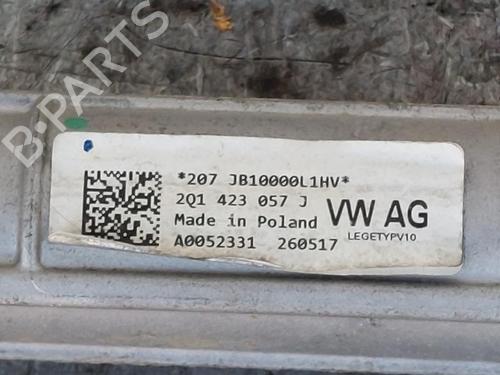 B-PARTS
*207 JB10000L1HV*
2Q1 423 057 J
Made in Poland
A0052331 260517
VW AG
LEGETYPV10